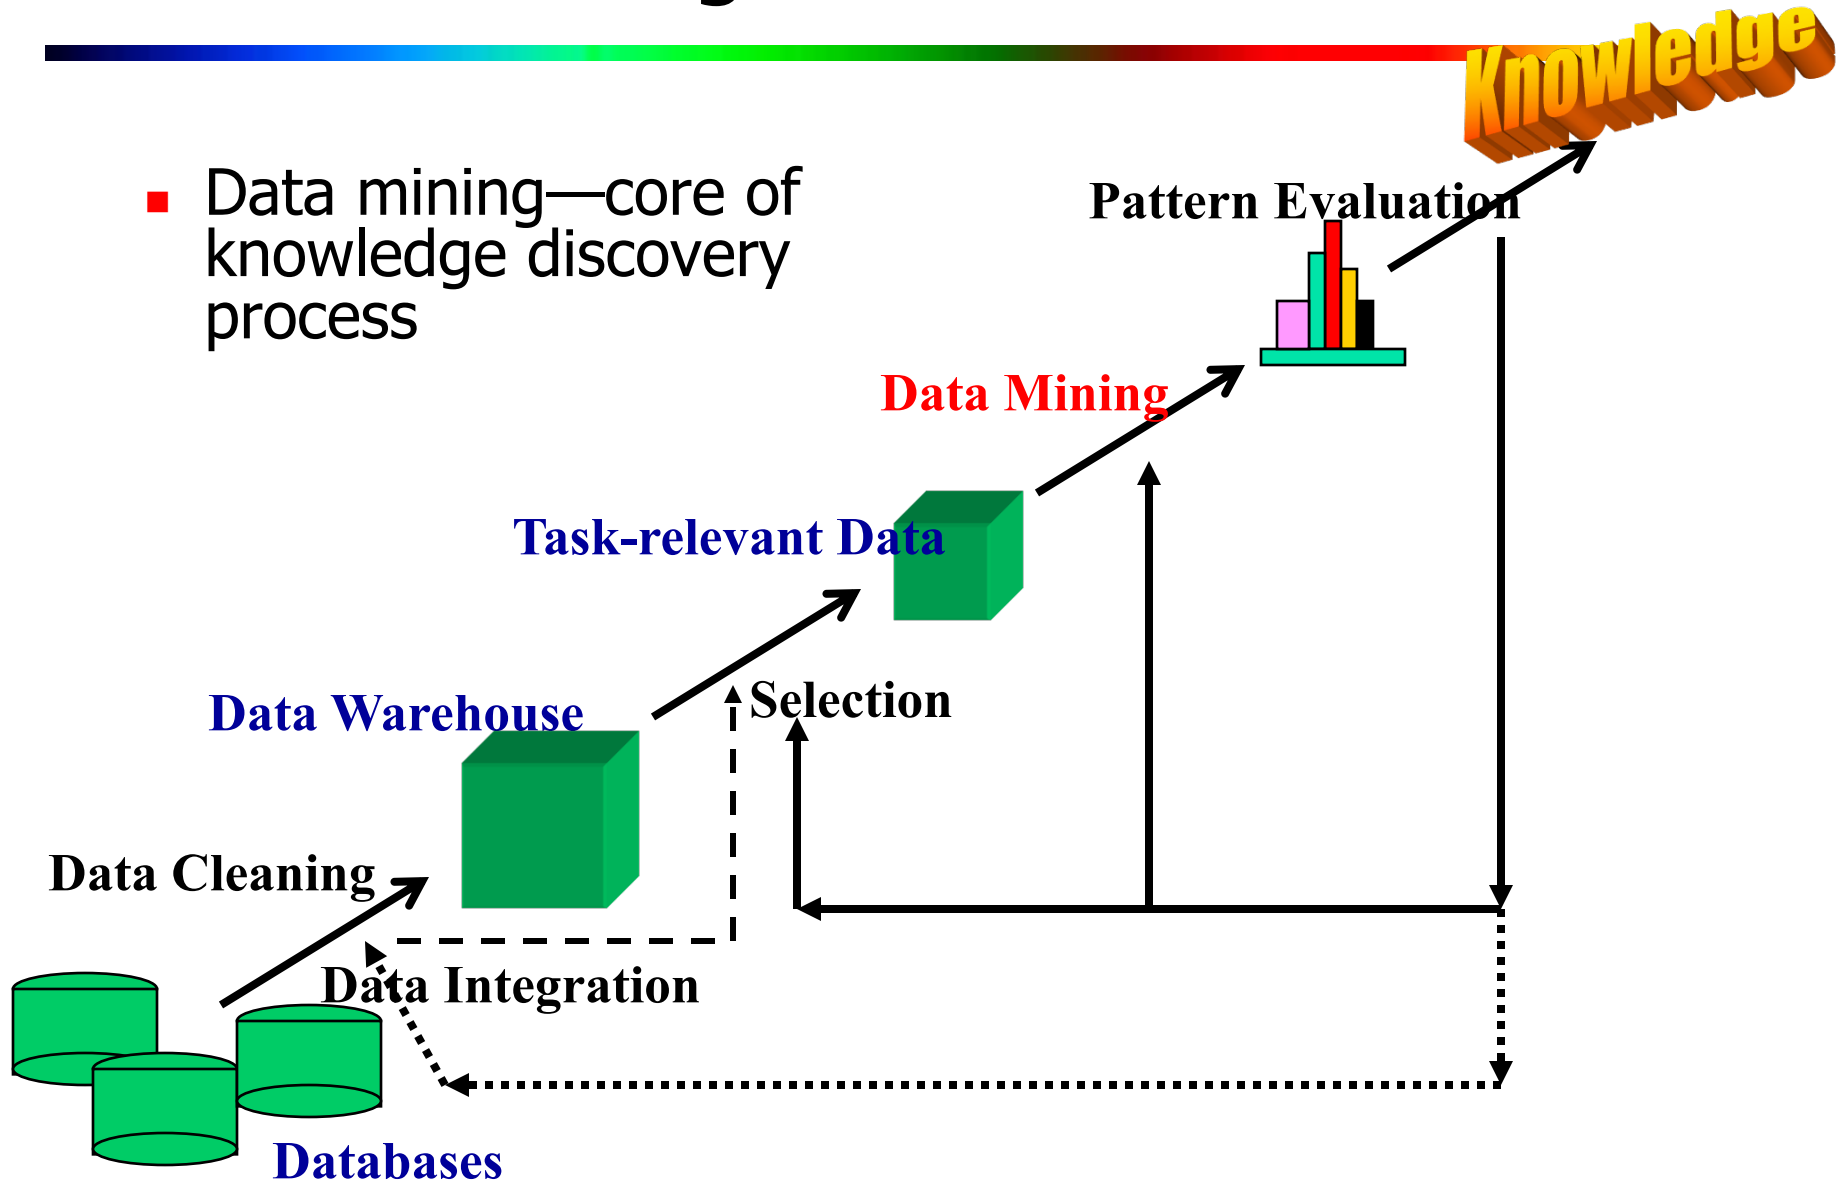 Knowledge
Data mining—core of
knowledge discovery
process
Pattern Evaluation
Data Mining
Task-relevant Data
Selection
Data Warehouse
Data Cleaning
Data Integration
Databases